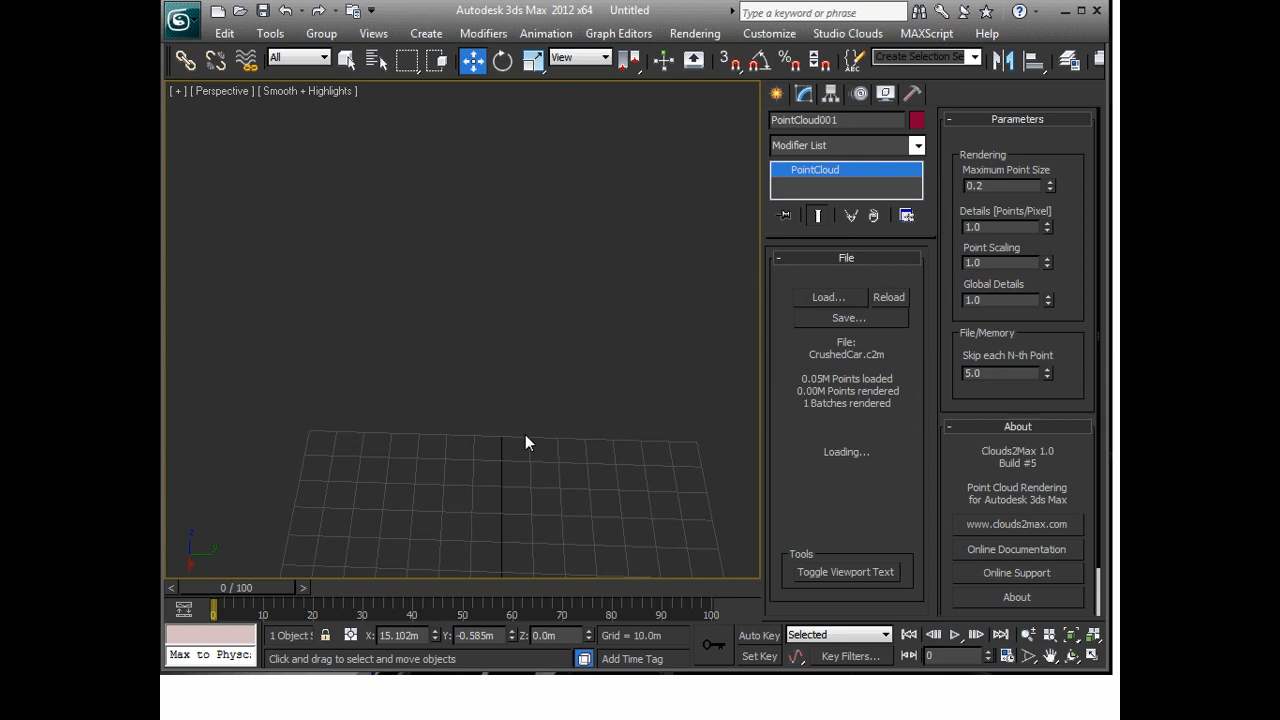 Autodesk 3ds Max 2012 x64 Untitled
Type a keyword or phrase
Edit Tools Group Views Create Modifiers Animation Graph Editors Rendering Customize Studio Clouds MAXScript Help
All
View
3
%
ABC
Create Selection Se
[ + ] [ Perspective ] [ Smooth + Highlights ]
PointCloud001
Modifier List
PointCloud
- File
Load... Reload
Save...
File:
CrushedCar.c2m
0.05M Points loaded
0.00M Points rendered
1 Batches rendered
Loading...
Tools
Toggle Viewport Text
- Parameters
Rendering
Maximum Point Size
0.2
Details [Points/Pixel]
1.0
Point Scaling
1.0
Global Details
1.0
File/Memory
Skip each N-th Point
5.0
- About
Clouds2Max 1.0
Build #5
Point Cloud Rendering
for Autodesk 3ds Max
www.clouds2max.com
Online Documentation
Online Support
About
z
y
< 0 / 100 >
0 10 20 30 40 50 60 70 80 90 100
1 Object S X: 15.102m Y: -0.585m Z: 0.0m Grid = 10.0m Auto Key Selected
Max to Physc: Click and drag to select and move objects Add Time Tag Set Key Key Filters... 0